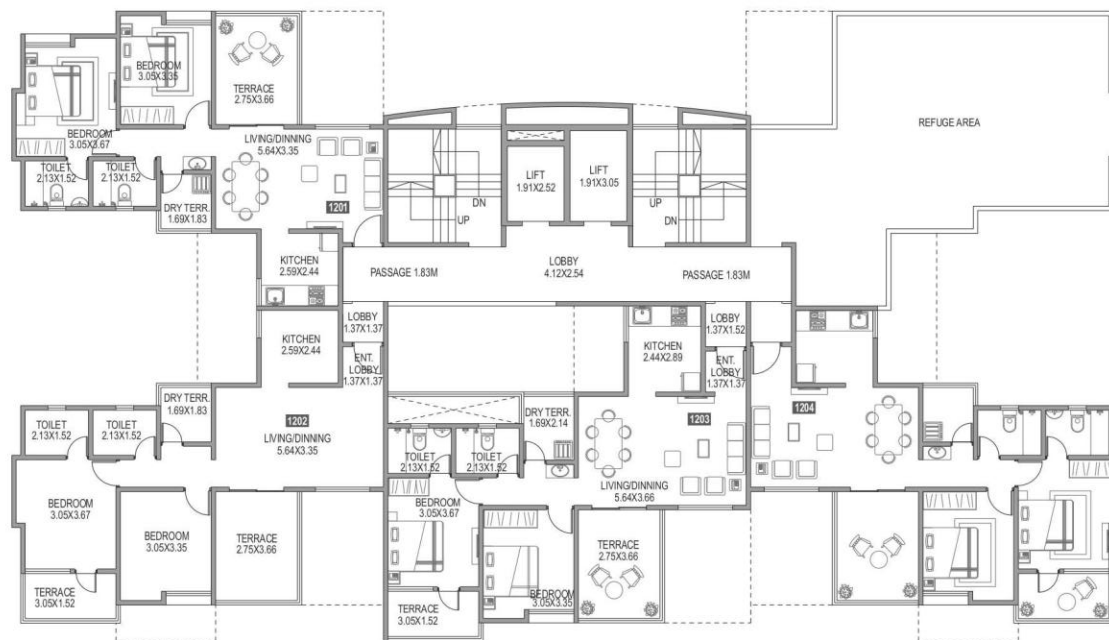 BEDROOM
3.05X3.35
TERRACE
2.75X3.66
REFUGE AREA
BEDROOM
3.05X3.67
LIVING/DINNING
5.64X3.35
TOILET
2.13X1.52
TOILET
2.13X1.52
DRY TERR.
1.69X1.83
1201
LIFT
1.91X2.52
LIFT
1.91X3.05
DN
UP
UP
DN
KITCHEN
2.59X2.44
PASSAGE 1.83M
LOBBY
4.12X2.54
PASSAGE 1.83M
LOBBY
1.37X1.37
LOBBY
1.37X1.52
KITCHEN
2.59X2.44
ENT.
LOBBY
1.37X1.37
KITCHEN
2.44X2.89
ENT.
LOBBY
1.37X1.37
DRY TERR.
1.69X1.83
1202
LIVING/DINNING
5.64X3.35
TOILET
2.13X1.52
TOILET
2.13X1.52
DRY TERR.
1.69X2.14
1203
1204
TOILET
2.13X1.52
TOILET
2.13X1.52
LIVING/DINNING
5.64X3.66
BEDROOM
3.05X3.67
BEDROOM
3.05X3.35
TERRACE
2.75X3.66
BEDROOM
3.05X3.67
TERRACE
2.75X3.66
TERRACE
3.05X1.52
TERRACE
3.05X1.52
BEDROOM
3.05X3.35